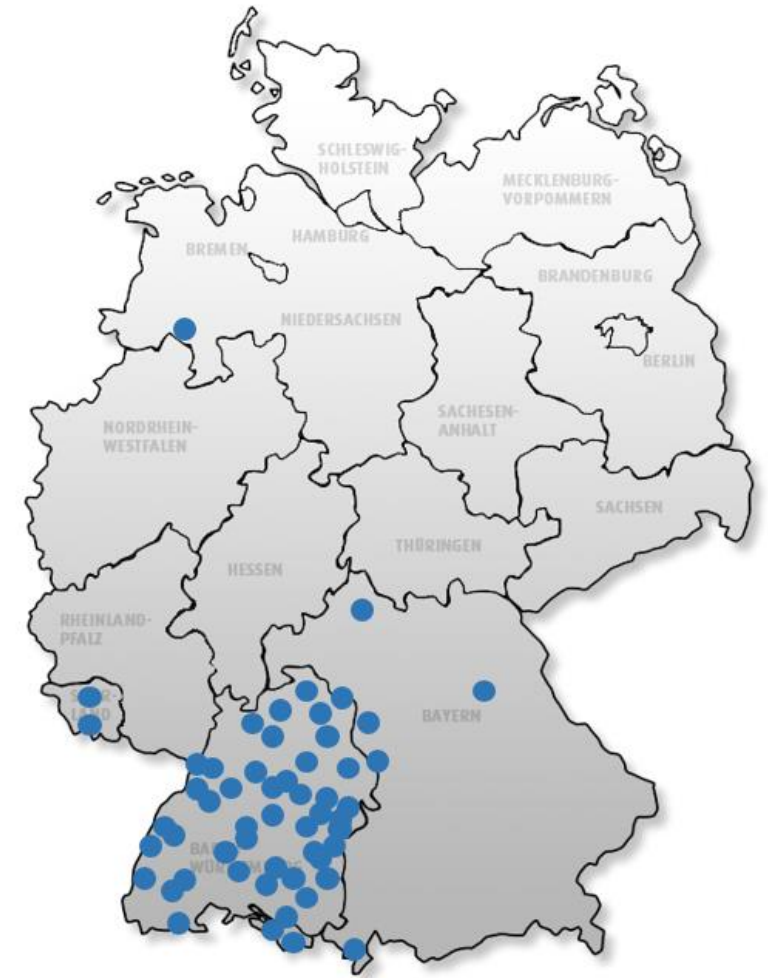 SCHLESWIG-
HOLSTEIN
MECKLENBURG-
VORPOMMERN
HAMBURG
BREMEN
BRANDENBURG
NIEDERSACHSEN
BERLIN
SACHESEN-
ANHALT
NORDRHEIN-
WESTFALEN
SACHSEN
THÜRINGEN
HESSEN
RHEINLAND-
PFALZ
BAYERN